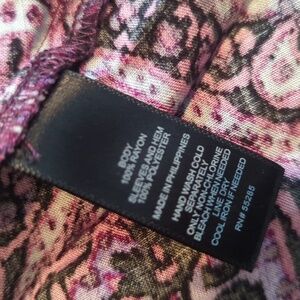 BODY
100% RAYON
SLEEVES AND HEM
100% POLYESTER
MADE IN PHILIPPINES
HAND WASH COLD
SEPARATELY
ONLY NON-CHLORINE
BLEACH WHEN NEEDED
LINE DRY
COOL IRON IF NEEDED
RN# 55285